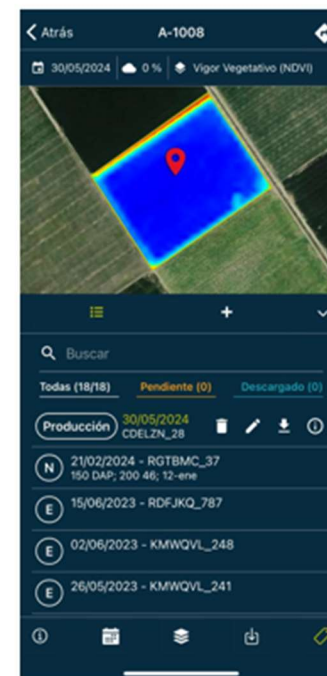 Atrás
A-1008
30/05/2024 0 % Vigor Vegetativo (NDVI)
Buscar
Todas (18/18) Pendiente (0) Descargado (0)
Producción 30/05/2024
CDELZN_28
N 21/02/2024 - RGTBMC_37
150 DAP; 200 46; 12-ene
E 15/06/2023 - RDFJKQ_787
E 02/06/2023 - KMWQVL_248
E 26/05/2023 - KMWQVL_241